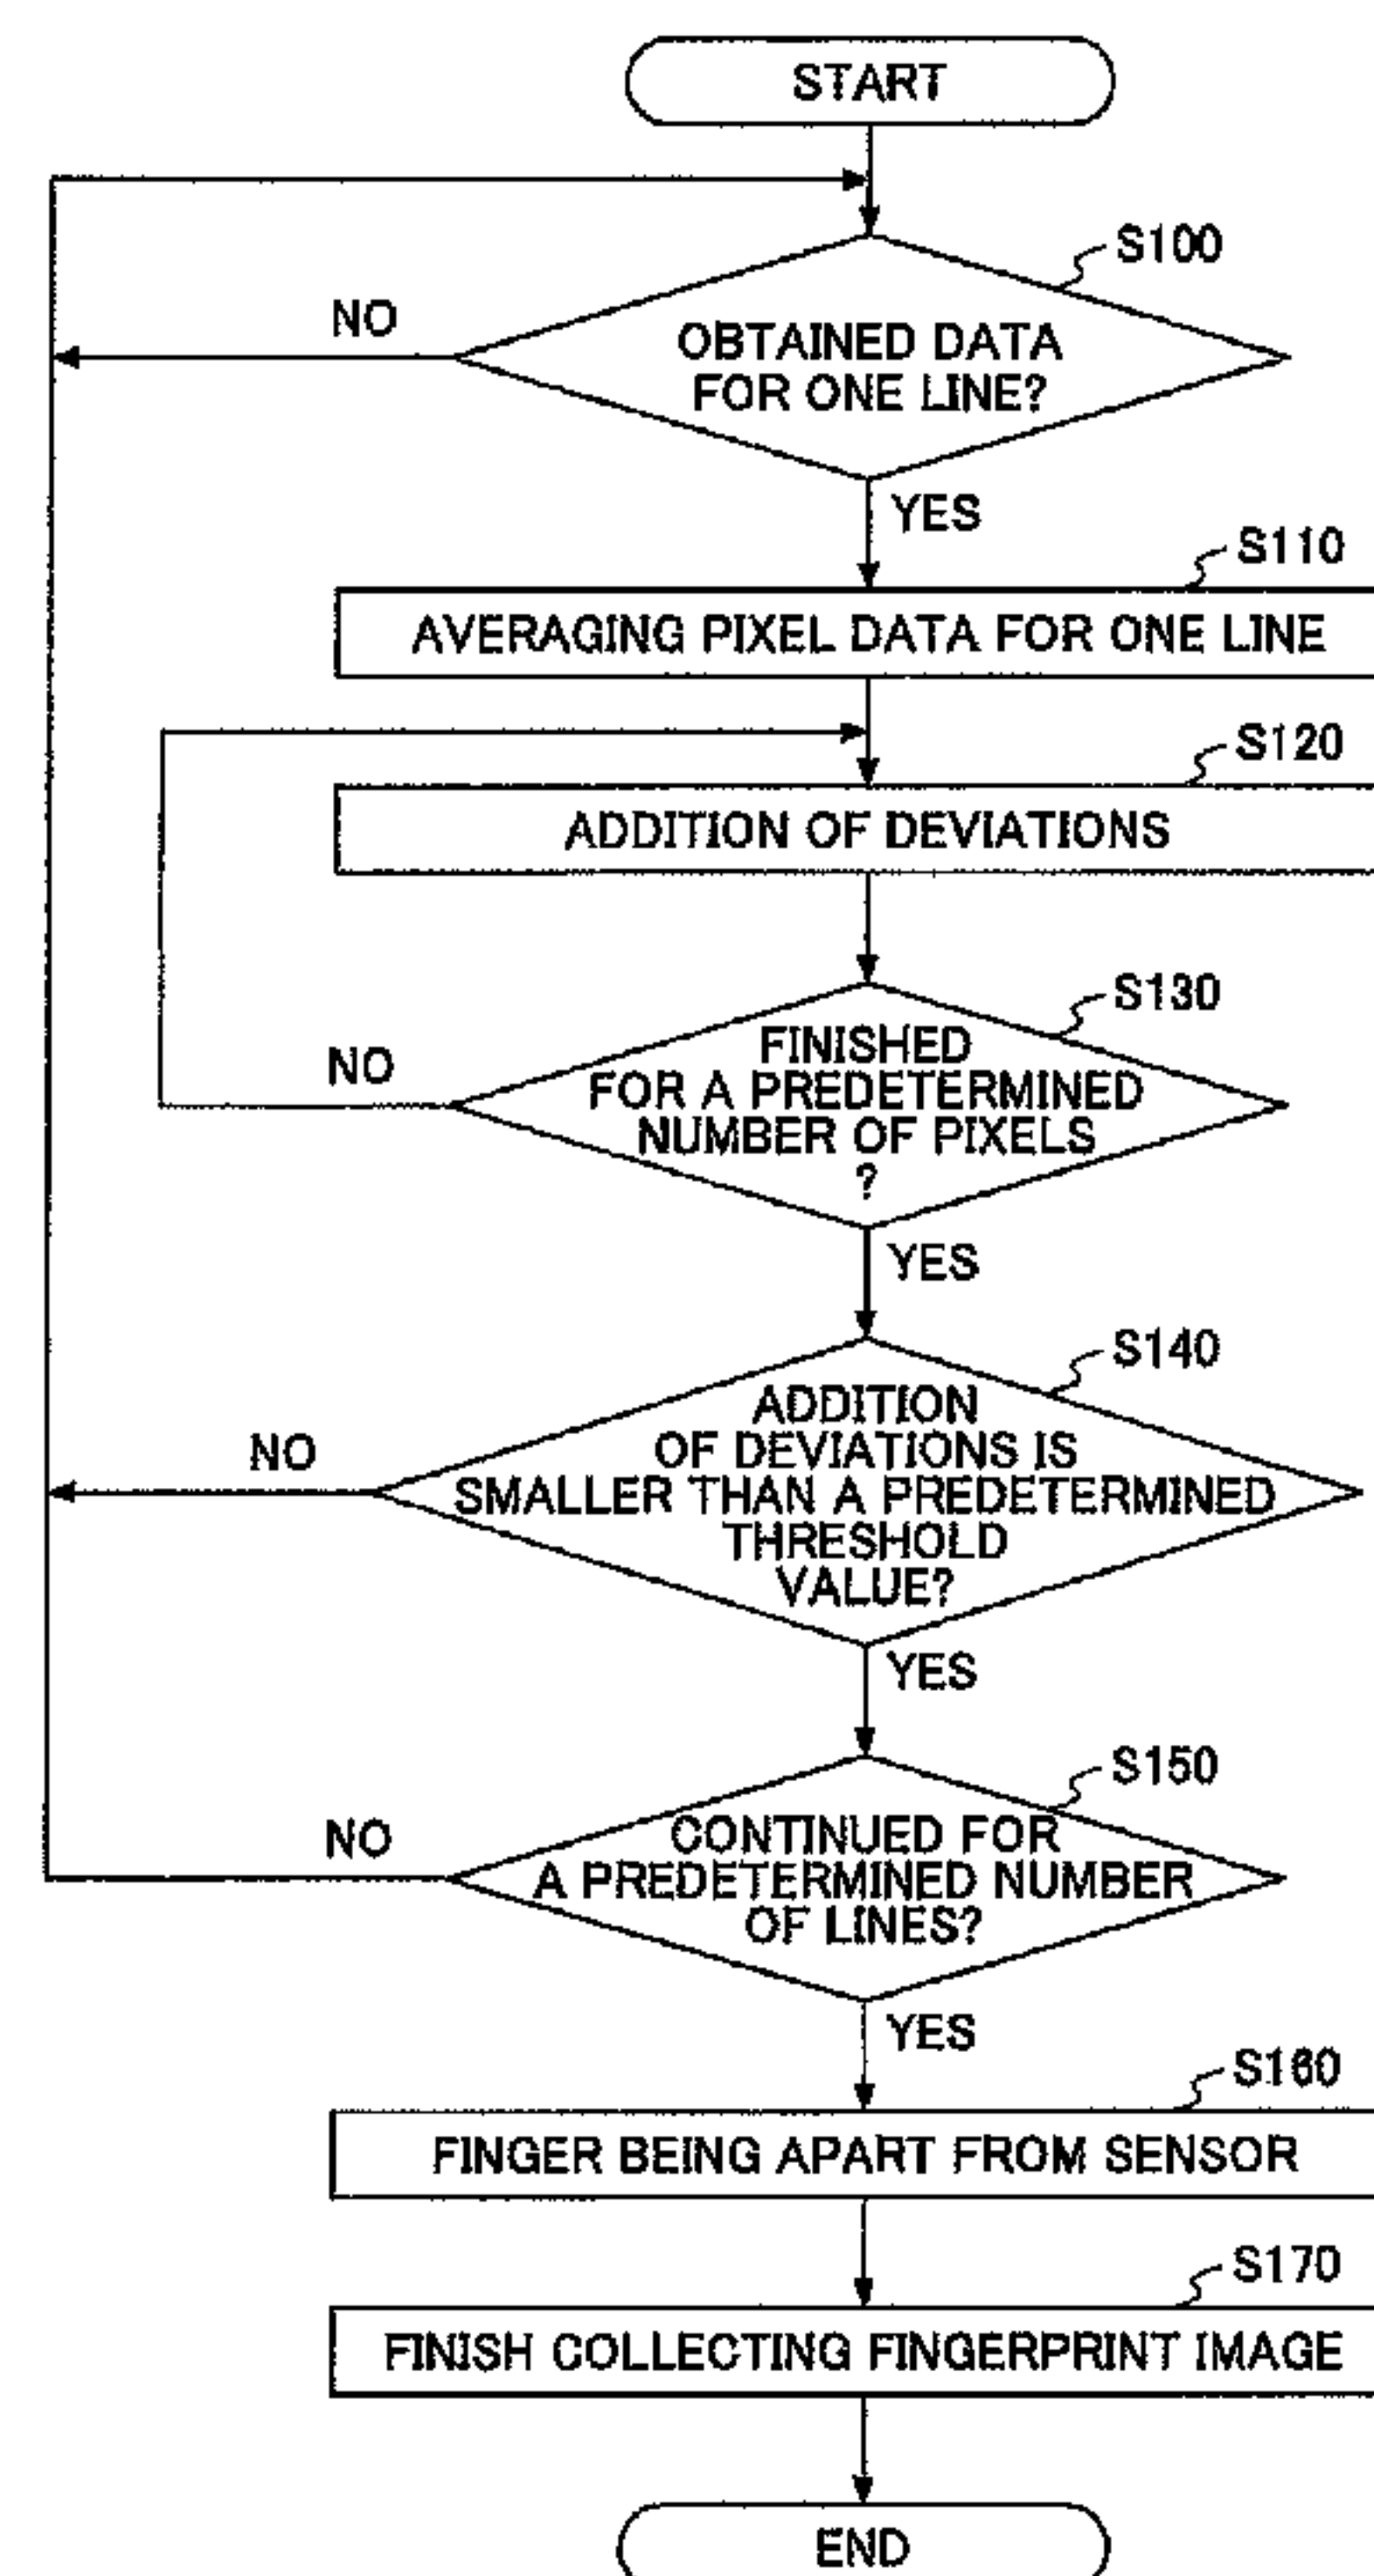 START
S100
NO
OBTAINED DATA
FOR ONE LINE?
YES
S110
AVERAGING PIXEL DATA FOR ONE LINE
S120
ADDITION OF DEVIATIONS
S130
NO
FINISHED
FOR A PREDETERMINED
NUMBER OF PIXELS
?
YES
S140
NO
ADDITION
OF DEVIATIONS IS
SMALLER THAN A PREDETERMINED
THRESHOLD
VALUE?
YES
S150
NO
CONTINUED FOR
A PREDETERMINED NUMBER
OF LINES?
YES
S160
FINGER BEING APART FROM SENSOR
S170
FINISH COLLECTING FINGERPRINT IMAGE
END